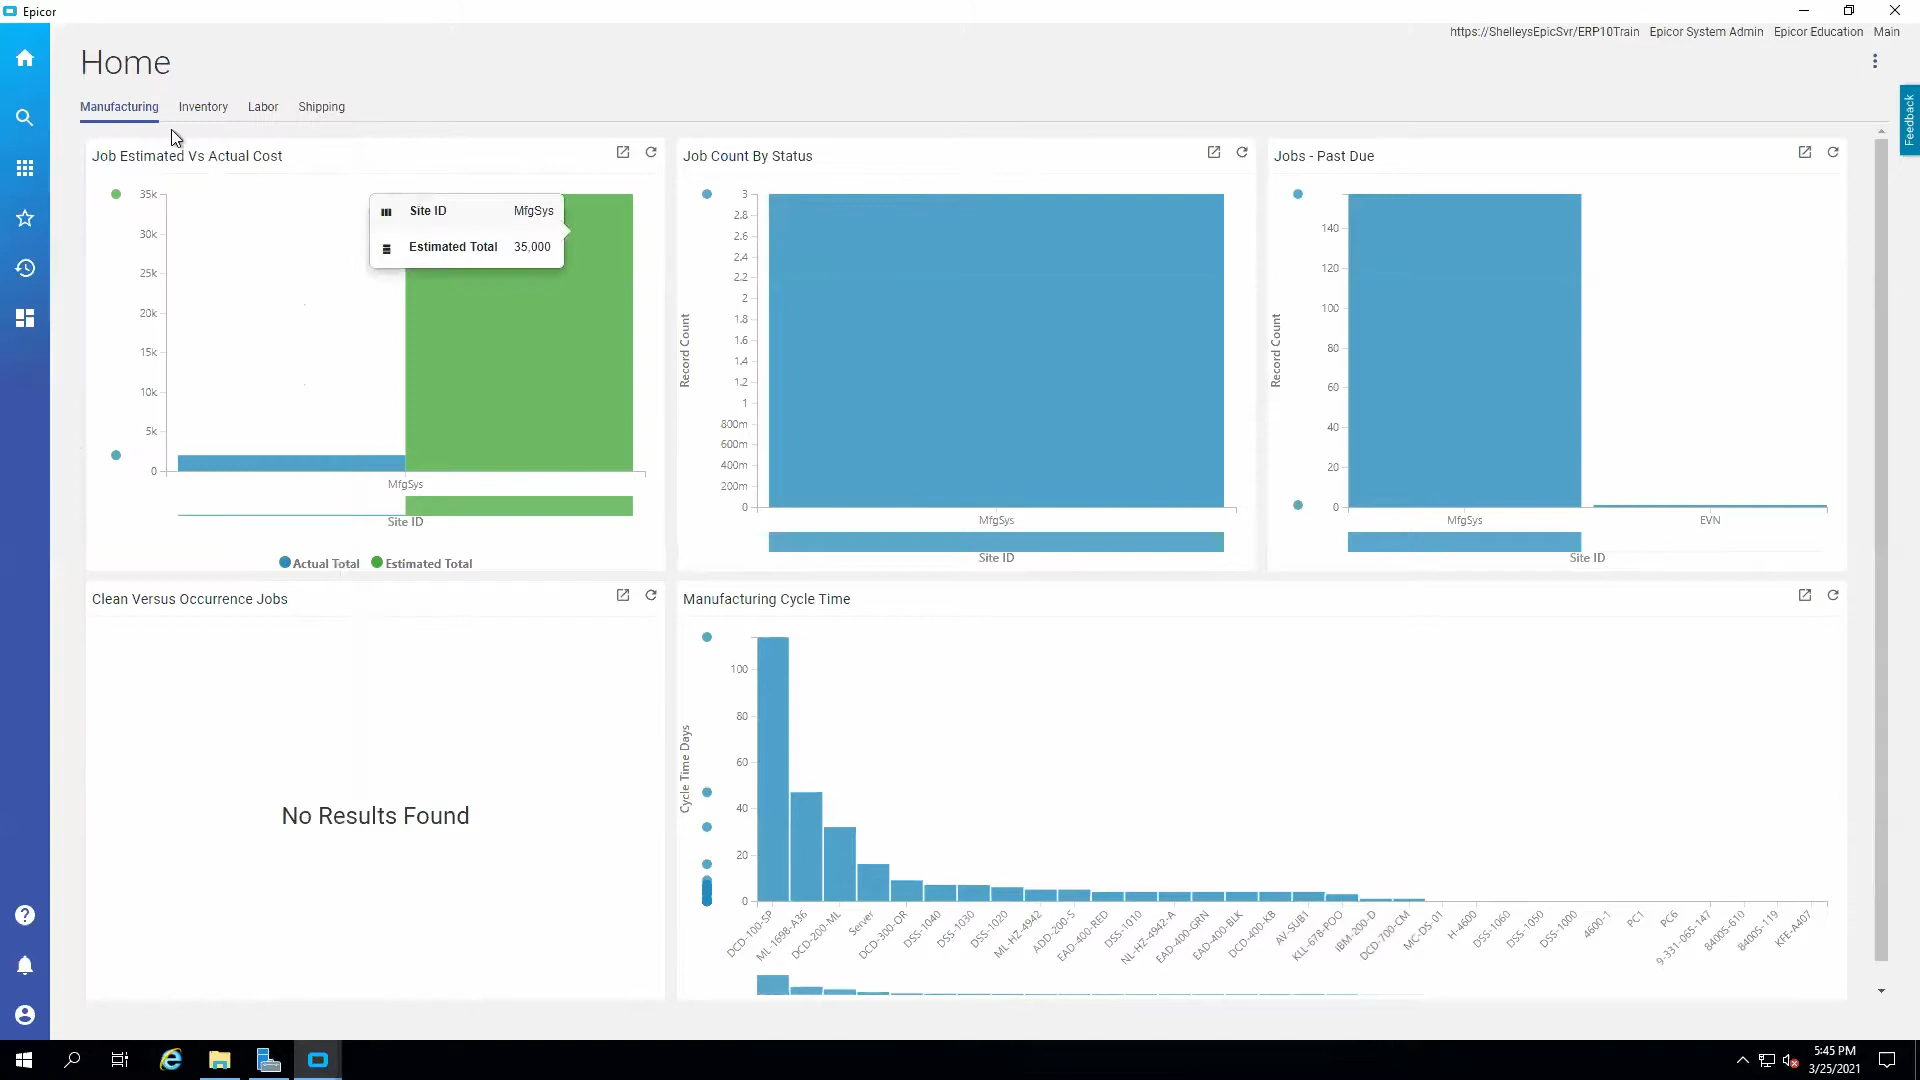 Epicor
https://ShelleysEpicSvr/ERP10Train Epicor System Admin Epicor Education Main
Home
Feedback
Manufacturing Inventory Labor Shipping
Job Estimated Vs Actual Cost
35k
30k
25k
20k
15k
10k
5k
0
Site ID MfgSys
Estimated Total 35,000
MfgSys
Site ID
Actual Total Estimated Total
Job Count By Status
Record Count
3
2.8
2.6
2.4
2.2
2
1.8
1.6
1.4
1.2
1
800m
600m
400m
200m
0
MfgSys
Site ID
Jobs - Past Due
Record Count
140
120
100
80
60
40
20
0
MfgSys EVN
Site ID
Clean Versus Occurrence Jobs
No Results Found
Manufacturing Cycle Time
Cycle Time Days
100
80
60
40
20
0
DCD-100-SP
ML-1698-A36
DCD-200-ML
Server
DCD-300-OR
DSS-1040
DSS-1030
DSS-1020
ML-HZ-4942
ADD-200-S
EAD-400-RED
DSS-1010
NL-HZ-4942-A
EAD-400-GRN
EAD-400-BLK
DCD-400-KB
AV-SUB1
KLL-678-POO
IBM-200-D
DCD-700-CM
MC-DS-01
H-4600
DSS-1060
DSS-1050
DSS-1000
4600-1
PC1
PC6
9-331-065-147
8400S-610
8400S-119
KFE-A407
5:45 PM
3/25/2021